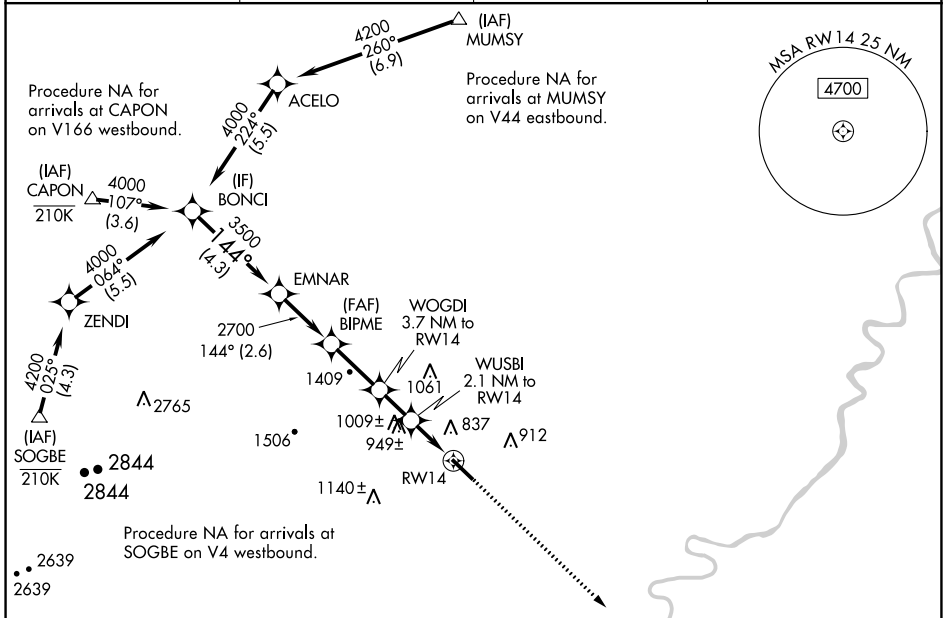 (IAF)
MUMSY
4200
260°
(6.9)
Procedure NA for
arrivals at MUMSY
on V44 eastbound.
MSA RW14 25 NM
4700
Procedure NA for
arrivals at CAPON
on V166 westbound.
ACELO
4000
224°
(5.5)
(IAF)
CAPON
210K
4000
107°
(3.6)
(IF)
BONCI
3500
144°
(4.3)
4000
064°
(5.5)
ZENDI
EMNAR
(FAF)
BIPME
2700
144° (2.6)
WOGDI
3.7 NM to
RW14
WUSBI
2.1 NM to
RW14
4200
025°
(4.3)
(IAF)
SOGBE
210K
2765
1409
1061
1009±
949±
837
912
1506
RW14
1140±
2844
2844
Procedure NA for arrivals at
SOGBE on V4 westbound.
2639
2639